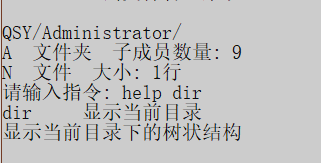 QSY/Administrator/
A  文件夹  子成员数量: 9
N  文件  大小: 1行
请输入指令: help dir
dir    显示当前目录
显示当前目录下的树状结构